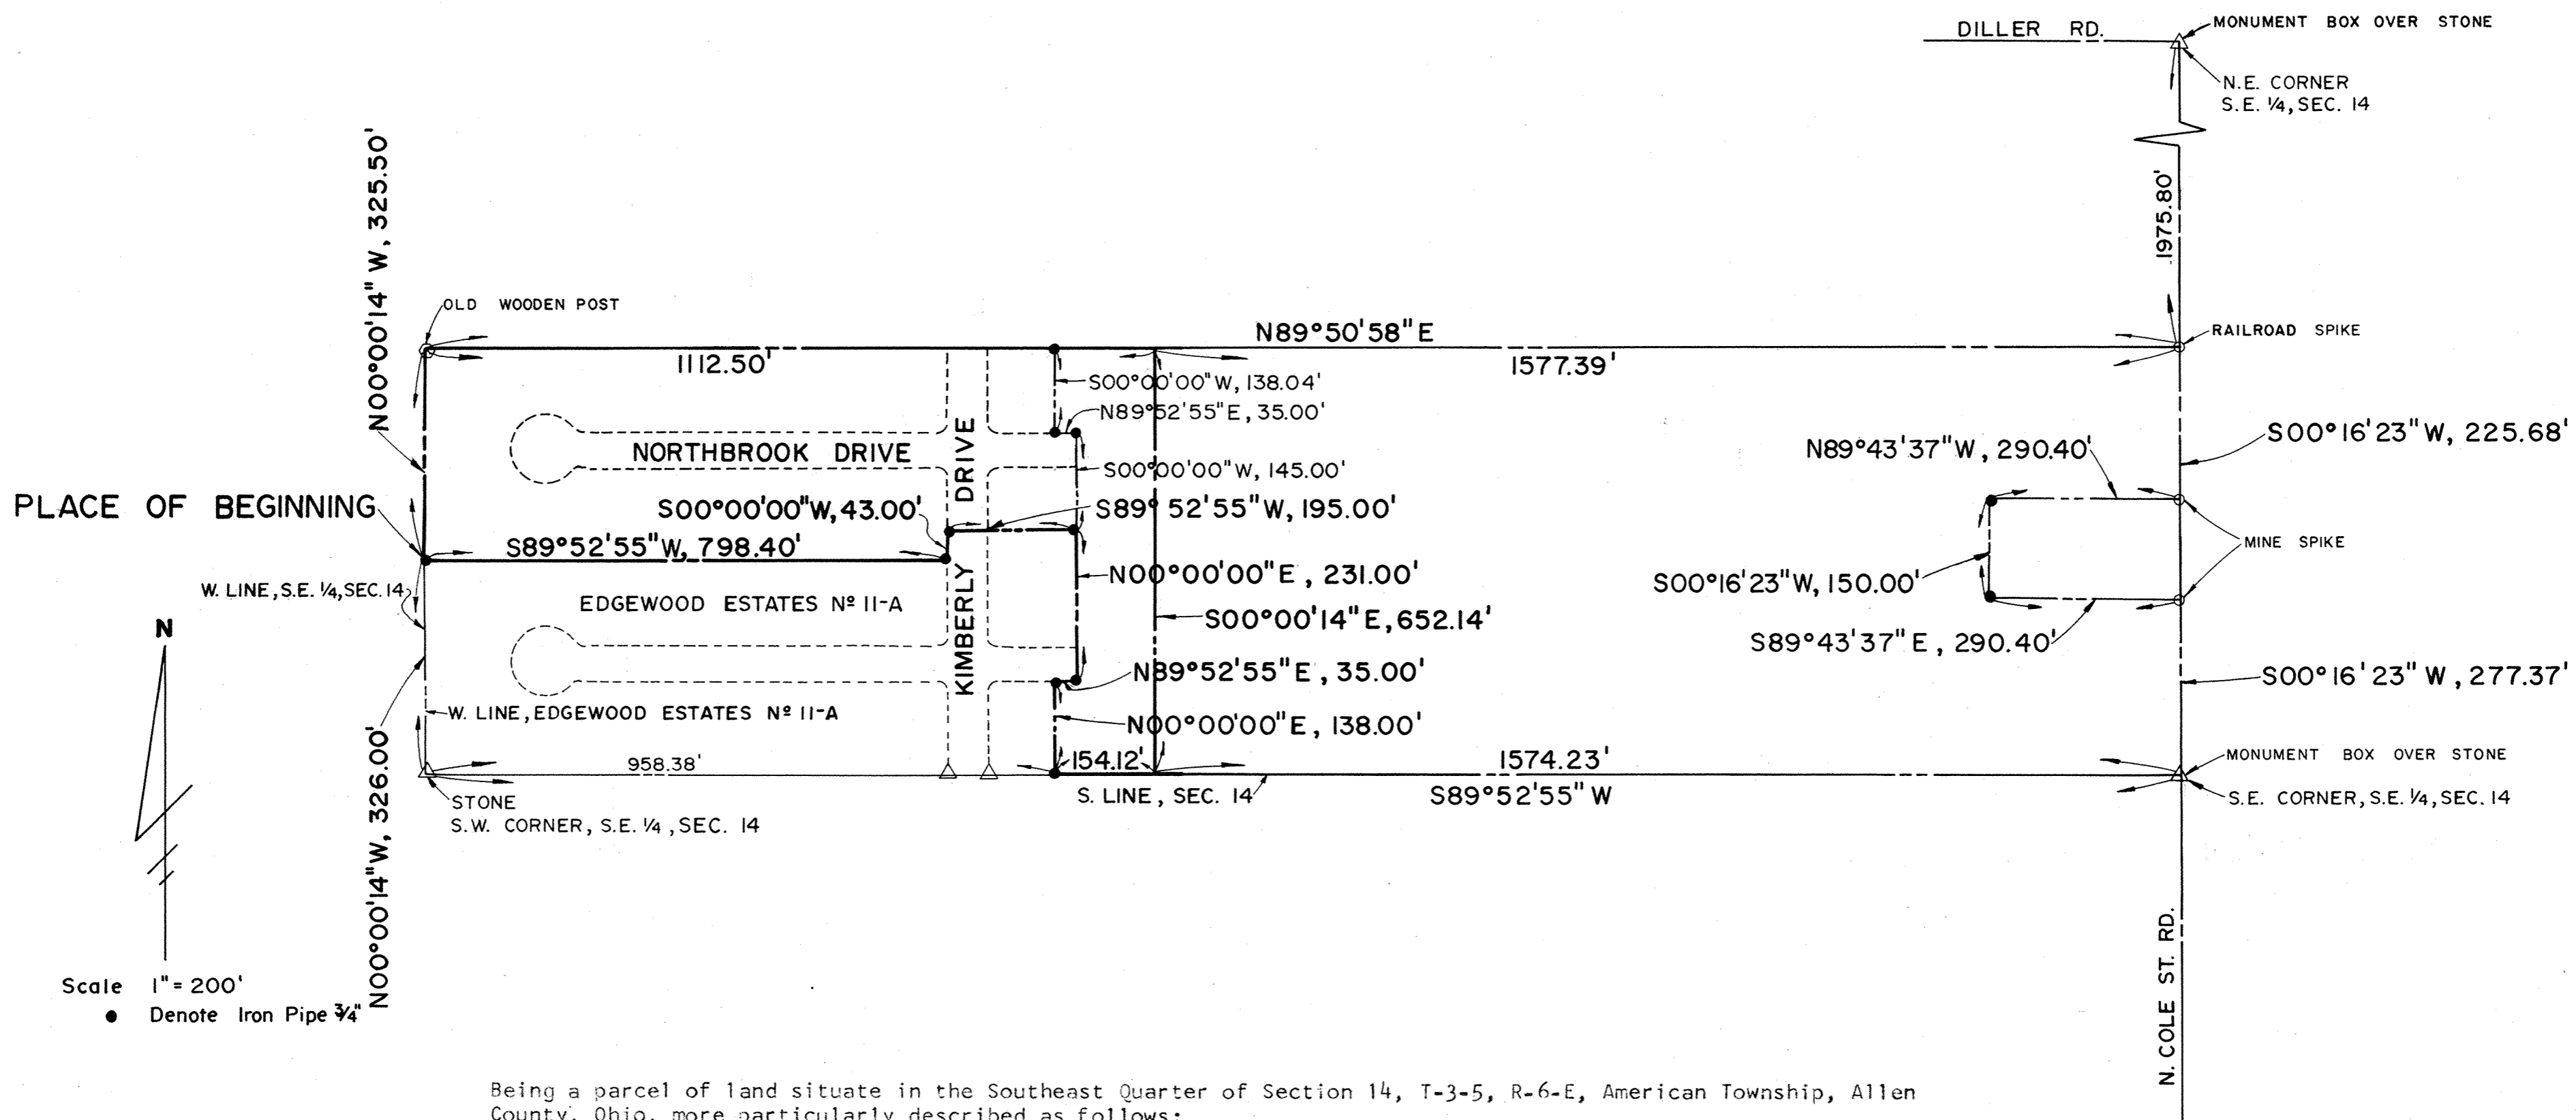 DILLER RD.
MONUMENT BOX OVER STONE
N.E. CORNER
S.E. 1/4, SEC. 14
1975.80'
N00°00'14" W, 325.50'
OLD WOODEN POST
N89°50'58" E
RAILROAD SPIKE
1112.50'
1577.39'
S00°00'00" W, 138.04'
N89°52'55" E, 35.00'
S00°16'23" W, 225.68'
NORTHBROOK DRIVE
KIMBERLY DRIVE
N89°43'37" W, 290.40'
S00°00'00" W, 145.00'
PLACE OF BEGINNING
S00°00'00" W, 43.00'
S89°52'55" W, 195.00'
S89°52'55" W, 798.40'
MINE SPIKE
N00°00'00" E, 231.00'
S00°16'23" W, 150.00'
W. LINE, S.E. 1/4, SEC. 14
EDGEWOOD ESTATES Nº 11-A
S00°00'14" E, 652.14'
N
S89°43'37" E, 290.40'
N89°52'55" E, 35.00'
S00°16'23" W, 277.37'
W. LINE, EDGEWOOD ESTATES Nº 11-A
N00°00'00" E, 138.00'
958.38'
154.12'
1574.23'
MONUMENT BOX OVER STONE
STONE
S.W. CORNER, S.E. 1/4, SEC. 14
S. LINE, SEC. 14
S89°52'55" W
S.E. CORNER, S.E. 1/4, SEC. 14
N00°00'14" W, 326.00'
N. COLE ST. RD.
Scale 1" = 200'
● Denote Iron Pipe 3/4"
Being a parcel of land situate in the Southeast Quarter of Section 14, T-3-5, R-6-E, American Township, Allen
County, Ohio, more particularly described as follows: